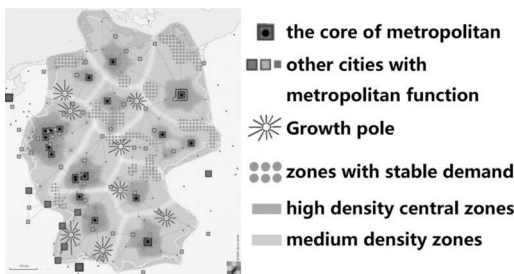 the core of metropolitan
other cities with
metropolitan function
Growth pole
zones with stable demand
high density central zones
medium density zones